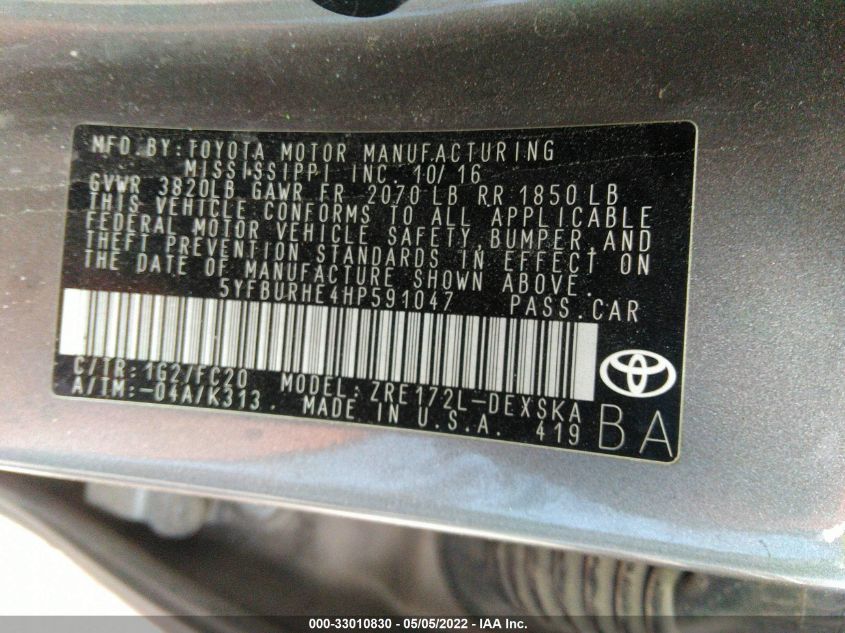 MFD.BY:TOYOTA MOTOR MANUFACTURING
MISSISSIPPI INC. 10/16
GVWR 3820LB GAWR FR 2070 LB RR 1850 LB
THIS VEHICLE CONFORMS TO ALL APPLICABLE
FEDERAL MOTOR VEHICLE SAFETY, BUMPER, AND
THEFT PREVENTION STANDARDS IN EFFECT ON
THE DATE OF MANUFACTURE SHOWN ABOVE.
5YFBURHE4HP591047 PASS.CAR
C/TR:1G2/FC20 MODEL:ZRE172L-DEXSKA
A/TM:-04A/K313 MADE IN U.S.A. 419
BA
000-33010830 - 05/05/2022 - IAA Inc.